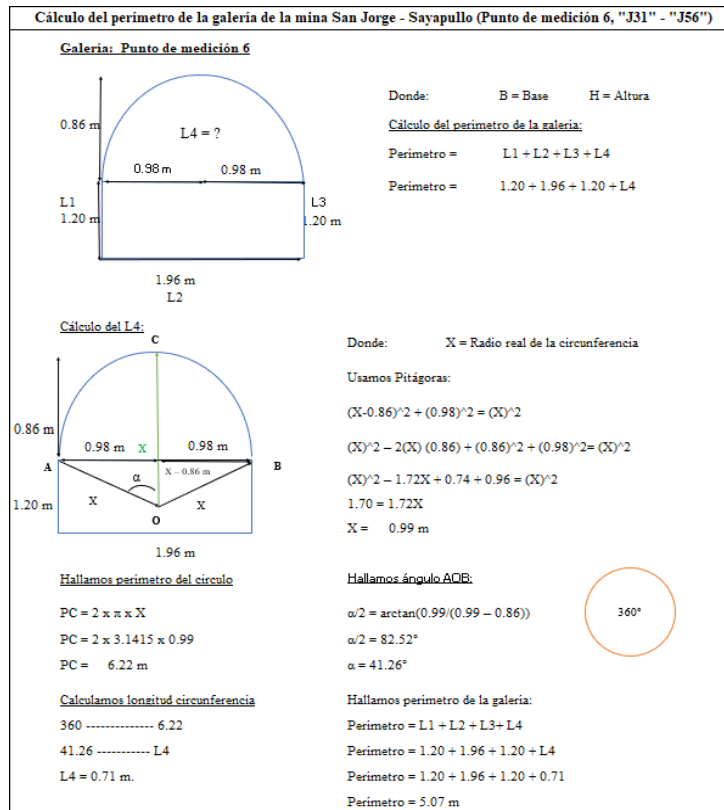 Cálculo del perímetro de la galería de la mina San Jorge - Sayapullo (Punto de medición 6, "J31" - "J56")
Galería: Punto de medición 6
0.86 m
L4 = ?
0.98 m 0.98 m
L1
1.20 m
L3
1.20 m
1.96 m
L2
Donde: B = Base H = Altura
Cálculo del perimetro de la galeria:
Perimetro = L1 + L2 + L3 + L4
Perimetro = 1.20 + 1.96 + 1.20 + L4
Cálculo del L4:
C
0.86 m
0.98 m X 0.98 m
A
B
α
X – 0.86 m
1.20 m
X X
O
1.96 m
Donde: X = Radio real de la circunferencia
Usamos Pitágoras:
(X-0.86)^2 + (0.98)^2 = (X)^2
(X)^2 – 2(X) (0.86) + (0.86)^2 + (0.98)^2= (X)^2
(X)^2 – 1.72X + 0.74 + 0.96 = (X)^2
1.70 = 1.72X
X = 0.99 m
Hallamos perimetro del circulo
PC = 2 x π x X
PC = 2 x 3.1415 x 0.99
PC = 6.22 m
Hallamos ángulo AOB:
α/2 = arctan(0.99/(0.99 – 0.86))
α/2 = 82.52°
α = 41.26°
360°
Calculamos longitud circunferencia
360 -------------- 6.22
41.26 ----------- L4
L4 = 0.71 m.
Hallamos perimetro de la galeria:
Perimetro = L1 + L2 + L3+ L4
Perimetro = 1.20 + 1.96 + 1.20 + L4
Perimetro = 1.20 + 1.96 + 1.20 + 0.71
Perimetro = 5.07 m